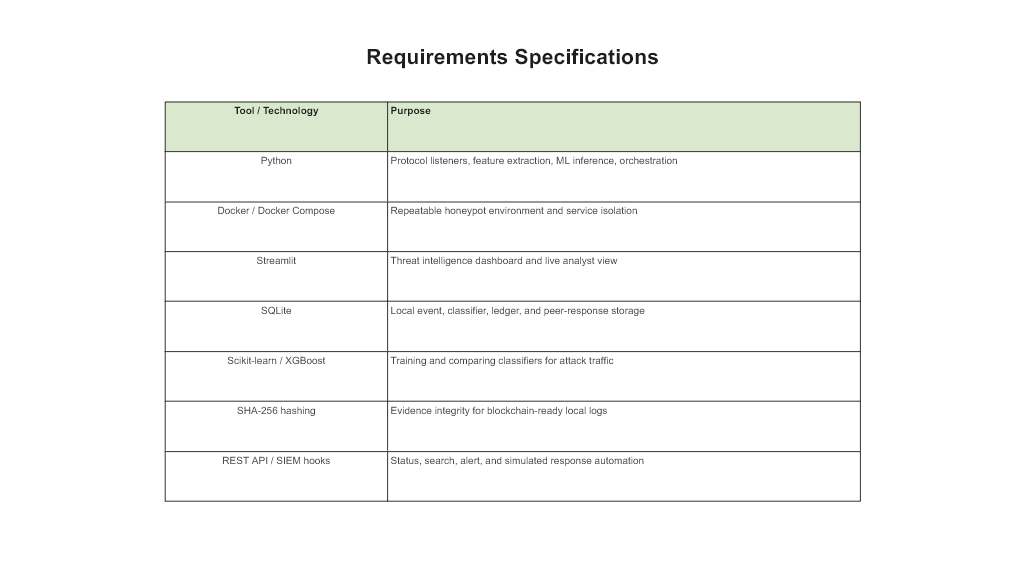 Requirements Specifications
Tool / Technology
Purpose
Python
Protocol listeners, feature extraction, ML inference, orchestration
Docker / Docker Compose
Repeatable honeypot environment and service isolation
Streamlit
Threat intelligence dashboard and live analyst view
SQLite
Local event, classifier, ledger, and peer-response storage
Scikit-learn / XGBoost
Training and comparing classifiers for attack traffic
SHA-256 hashing
Evidence integrity for blockchain-ready local logs
REST API / SIEM hooks
Status, search, alert, and simulated response automation